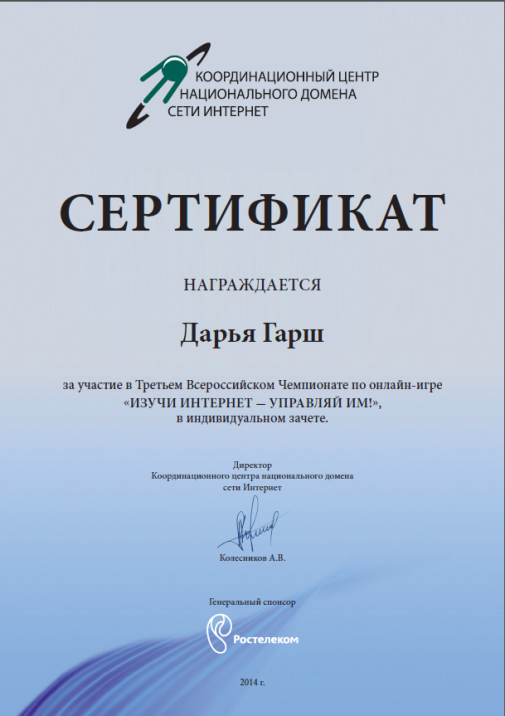 КООРДИНАЦИОННЫЙ ЦЕНТР
НАЦИОНАЛЬНОГО ДОМЕНА
СЕТИ ИНТЕРНЕТ
СЕРТИФИКАТ
НАГРАЖДАЕТСЯ
Дарья Гарш
за участие в Третьем Всероссийском Чемпионате по онлайн-игре
«ИЗУЧИ ИНТЕРНЕТ — УПРАВЛЯЙ ИМ!»,
в индивидуальном зачете.
Директор
Координационного центра национального домена
сети Интернет
Колесников А.В.
Генеральный спонсор
Ростелеком
2014 г.